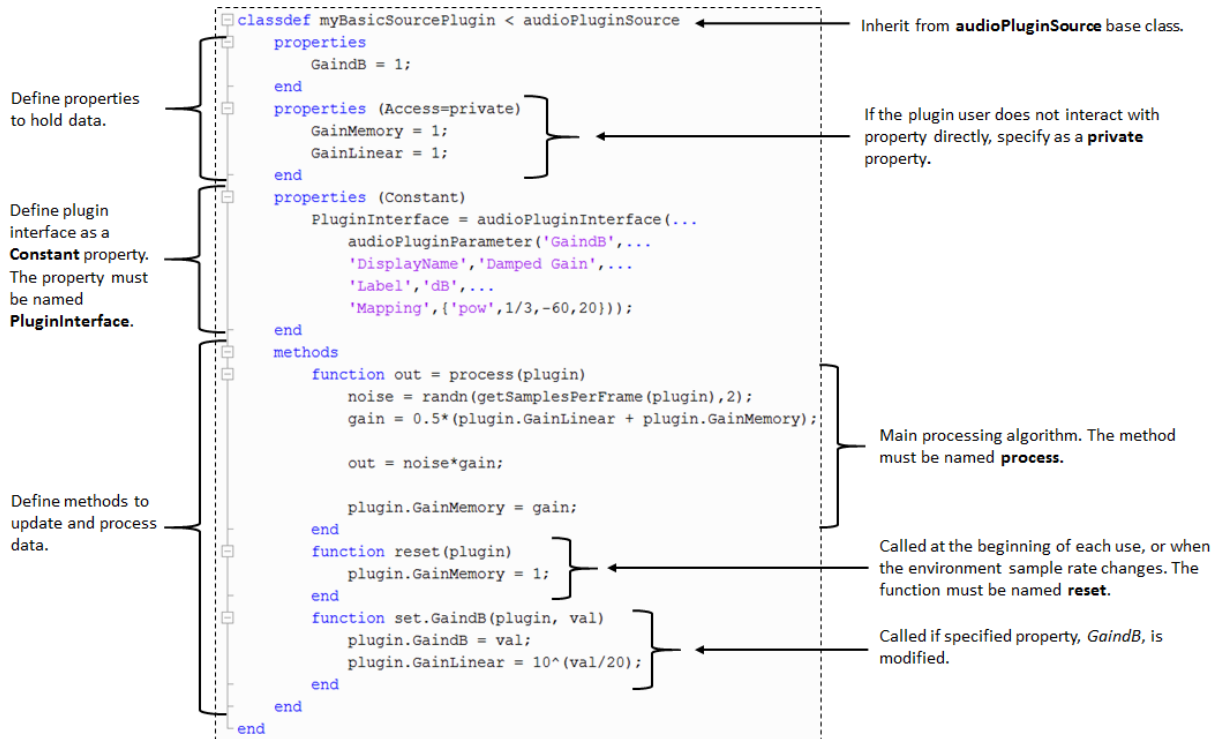 classdef myBasicSourcePlugin < audioPluginSource
properties
GaindB = 1;
end
properties (Access=private)
GainMemory = 1;
GainLinear = 1;
end
properties (Constant)
PluginInterface = audioPluginInterface(...
audioPluginParameter('GaindB',...
'DisplayName','Damped Gain',...
'Label','dB',...
'Mapping',{'pow',1/3,-60,20}));
end
methods
function out = process(plugin)
noise = randn(getSamplesPerFrame(plugin),2);
gain = 0.5*(plugin.GainLinear + plugin.GainMemory);
out = noise*gain;
plugin.GainMemory = gain;
end
function reset(plugin)
plugin.GainMemory = 1;
end
function set.GaindB(plugin, val)
plugin.GaindB = val;
plugin.GainLinear = 10^(val/20);
end
end
end
Define properties
to hold data.
Define plugin
interface as a
Constant property.
The property must
be named
PluginInterface.
Define methods to
update and process
data.
Inherit from audioPluginSource base class.
If the plugin user does not interact with
property directly, specify as a private
property.
Main processing algorithm. The method
must be named process.
Called at the beginning of each use, or when
the environment sample rate changes. The
function must be named reset.
Called if specified property, GaindB, is
modified.